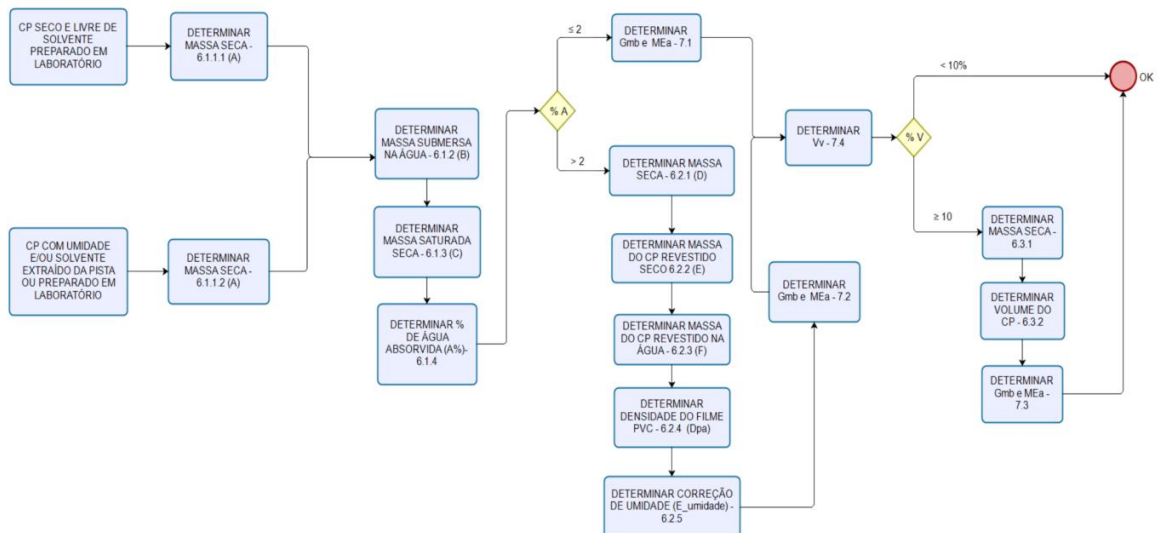 CP SECO E LIVRE DE
SOLVENTE
PREPARADO EM
LABORATÓRIO
DETERMINAR
MASSA SECA -
6.1.1.1 (A)
CP COM UMIDADE
E/OU SOLVENTE
EXTRAÍDO DA PISTA
OU PREPARADO EM
LABORATÓRIO
DETERMINAR
MASSA SECA -
6.1.1.2 (A)
DETERMINAR
MASSA SUBMERSA
NA ÁGUA - 6.1.2 (B)
DETERMINAR
MASSA SATURADA
SECA - 6.1.3 (C)
DETERMINAR %
DE ÁGUA
ABSORVIDA (A%)-
6.1.4
% A
≤ 2
DETERMINAR
Gmb e MEa - 7.1
> 2
DETERMINAR MASSA
SECA - 6.2.1 (D)
DETERMINAR MASSA
DO CP REVESTIDO
SECO 6.2.2 (E)
DETERMINAR MASSA
DO CP REVESTIDO NA
ÁGUA - 6.2.3 (F)
DETERMINAR
DENSIDADE DO FILME
PVC - 6.2.4 (Dpa)
DETERMINAR CORREÇÃO
DE UMIDADE (E_umidade) -
6.2.5
DETERMINAR
Gmb e MEa - 7.2
DETERMINAR
Vv - 7.4
% V
< 10%
OK
≥ 10
DETERMINAR
MASSA SECA -
6.3.1
DETERMINAR
VOLUME DO
CP - 6.3.2
DETERMINAR
Gmb e MEa -
7.3